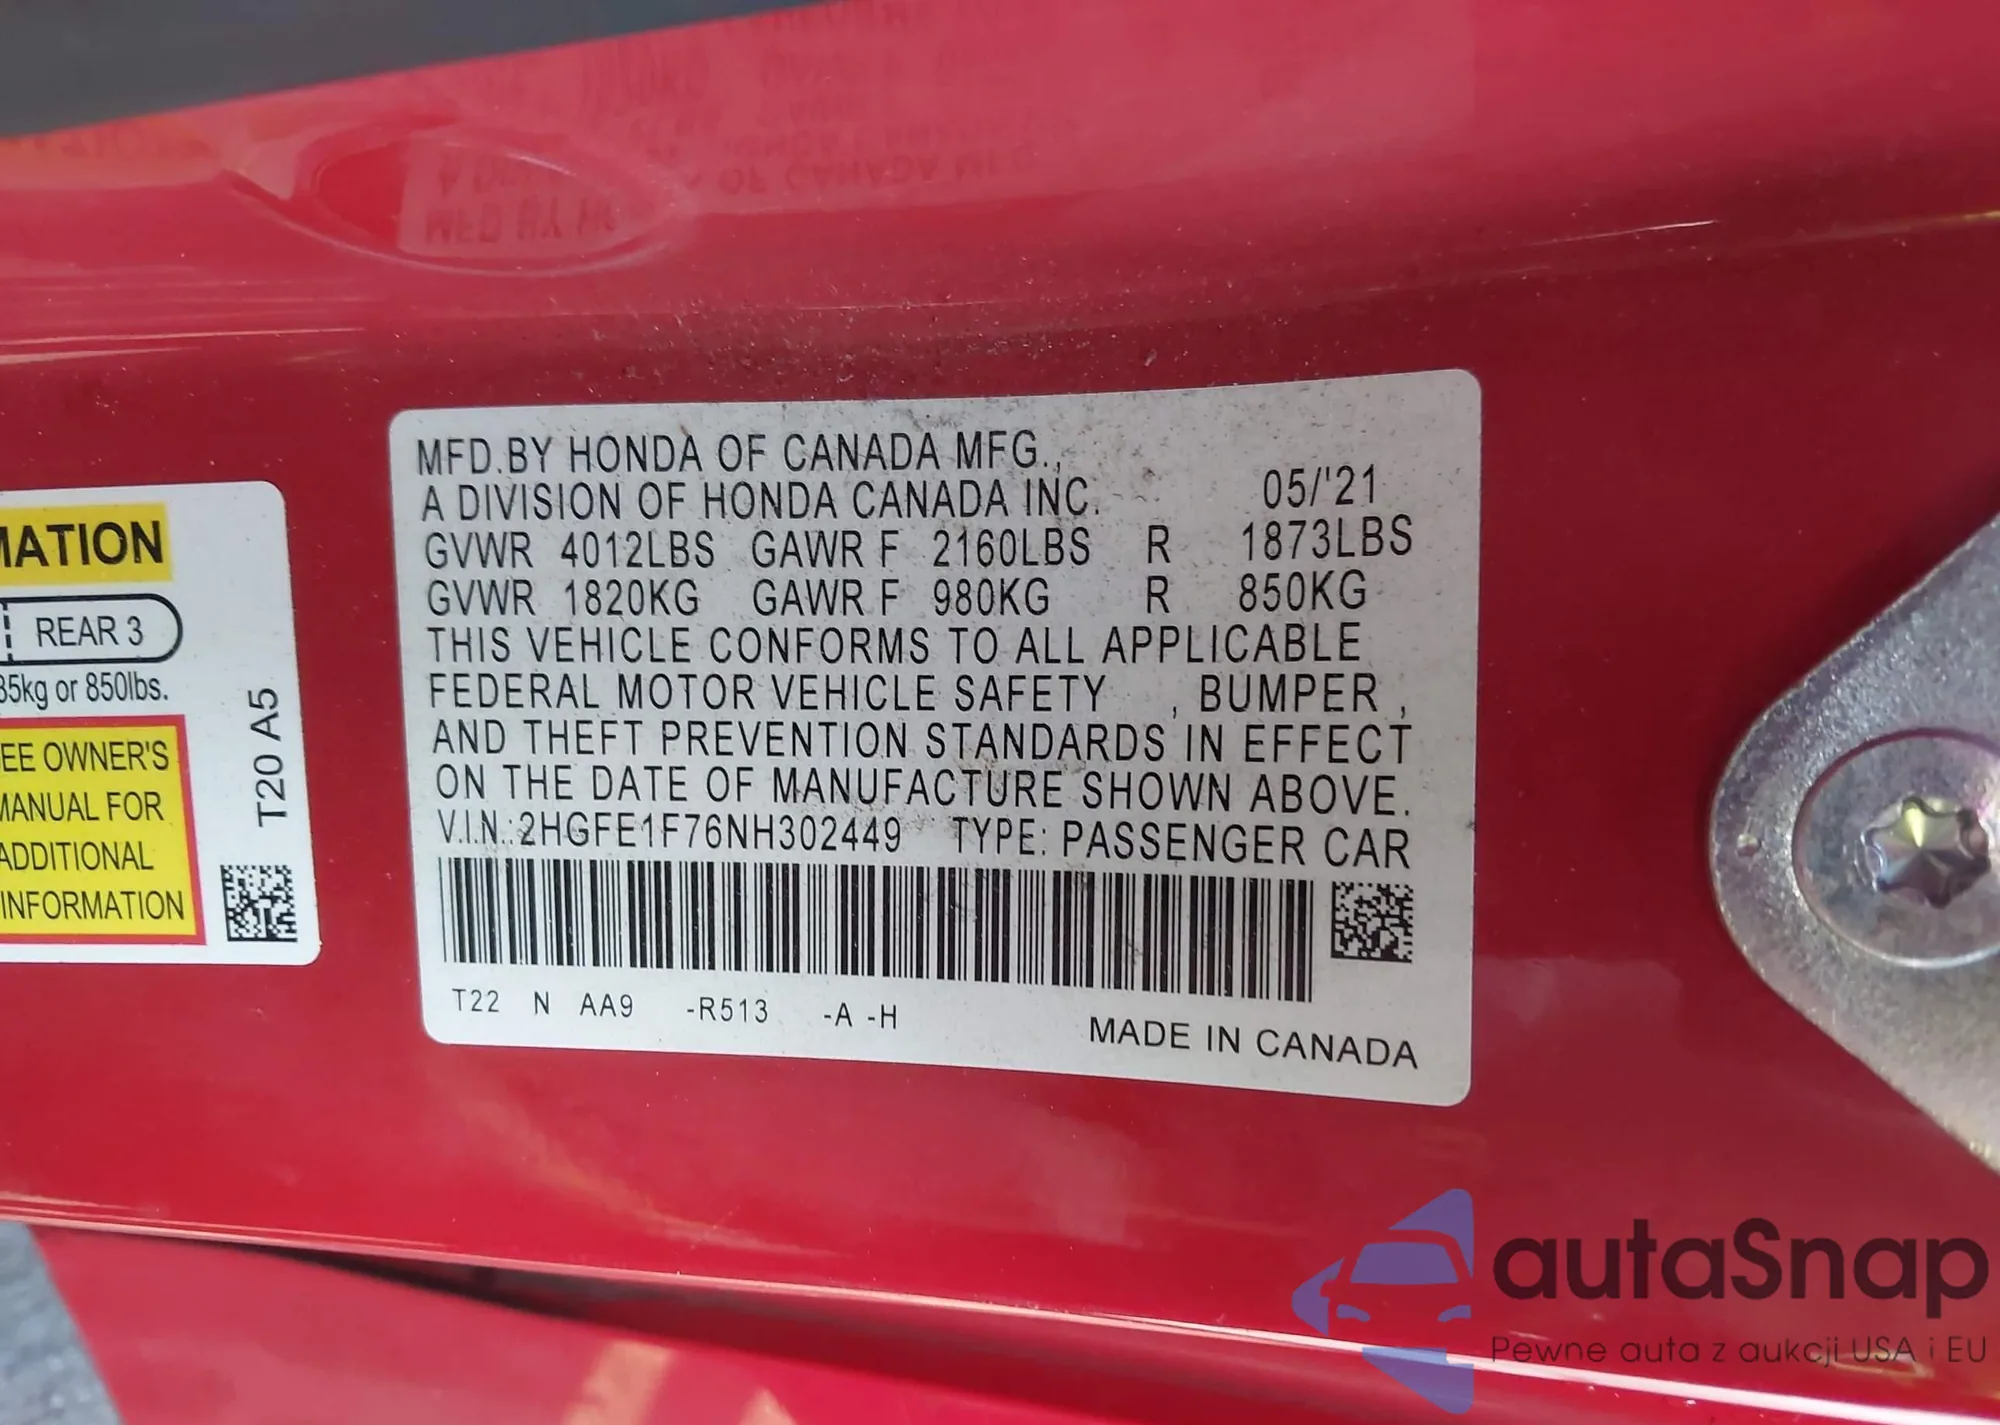 MATION
REAR 3
35kg or 850lbs.
EE OWNER'S
MANUAL FOR
ADDITIONAL
INFORMATION
T20 A5
MFD.BY HONDA OF CANADA MFG.,
A DIVISION OF HONDA CANADA INC. 05/'21
GVWR 4012LBS GAWR F 2160LBS R 1873LBS
GVWR 1820KG GAWR F 980KG R 850KG
THIS VEHICLE CONFORMS TO ALL APPLICABLE
FEDERAL MOTOR VEHICLE SAFETY , BUMPER ,
AND THEFT PREVENTION STANDARDS IN EFFECT
ON THE DATE OF MANUFACTURE SHOWN ABOVE.
V.I.N.:2HGFE1F76NH302449 TYPE: PASSENGER CAR
T22 N AA9 -R513 -A -H
MADE IN CANADA
autaSnap
Pewne auta z aukcji USA i EU